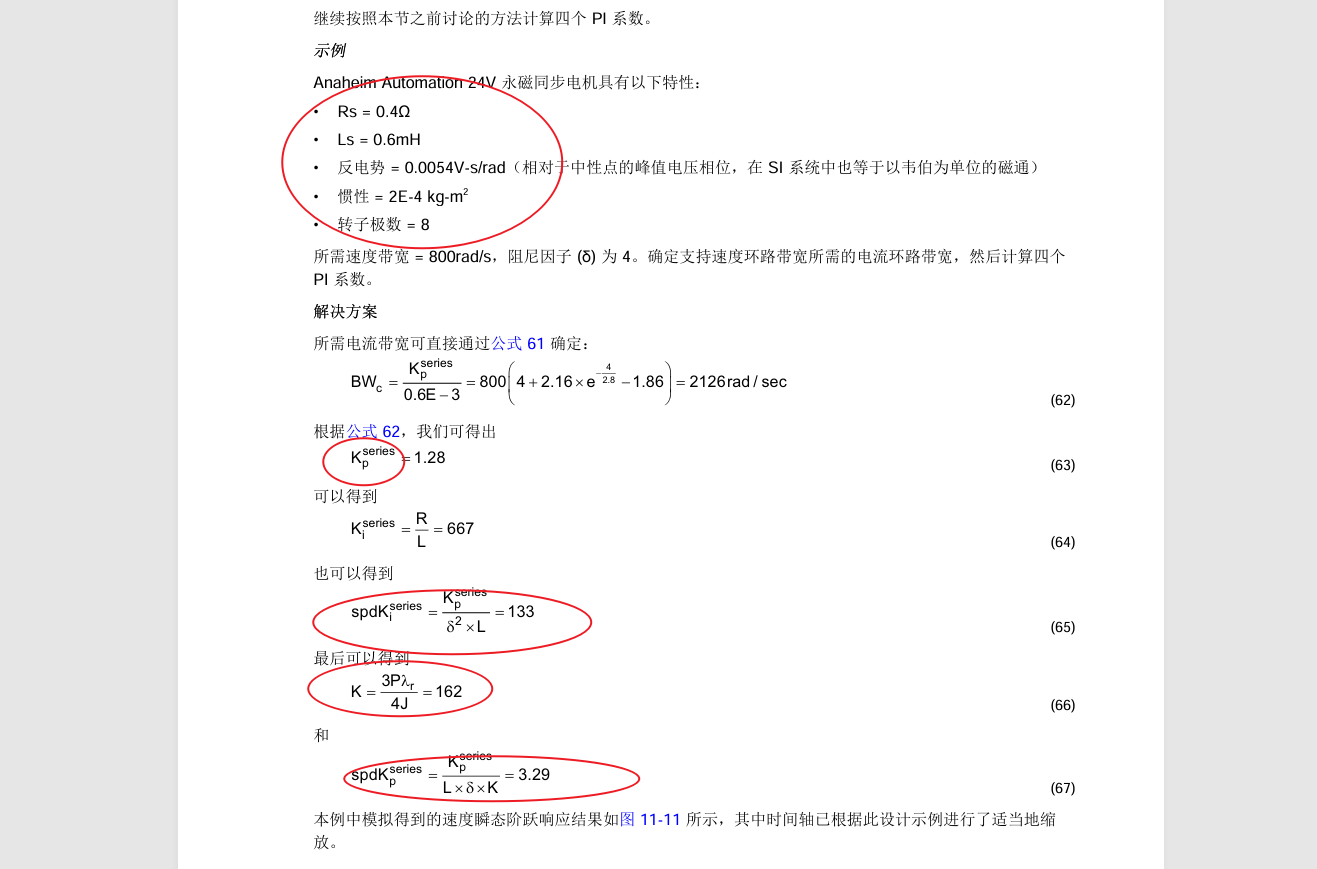 继续按照本节之前讨论的方法计算四个 PI 系数。
示例
Anaheim Automation 24V 永磁同步电机具有以下特性：
• Rs = 0.4Ω
• Ls = 0.6mH
• 反电势 = 0.0054V-s/rad（相对于中性点的峰值电压相位，在 SI 系统中也等于以韦伯为单位的磁通）
• 惯性 = 2E-4 kg-m²
• 转子极数 = 8
所需速度带宽 = 800rad/s，阻尼因子 (δ) 为 4。确定支持速度环路带宽所需的电流环路带宽，然后计算四个
PI 系数。
解决方案
所需电流带宽可直接通过公式 61 确定：
BW_c = K_p^series / 0.6E − 3 = 800(4 + 2.16 × e^(−4/2.8) − 1.86) = 2126 rad / sec (62)
根据公式 62，我们可得出
K_p^series = 1.28 (63)
可以得到
K_i^series = R / L = 667 (64)
也可以得到
spdK_i^series = K_p^series / δ² × L = 133 (65)
最后可以得到
K = 3Pλ_r / 4J = 162 (66)
和
spdK_p^series = K_p^series / L × δ × K = 3.29 (67)
本例中模拟得到的速度瞬态阶跃响应结果如图 11-11 所示，其中时间轴已根据此设计示例进行了适当地缩
放。